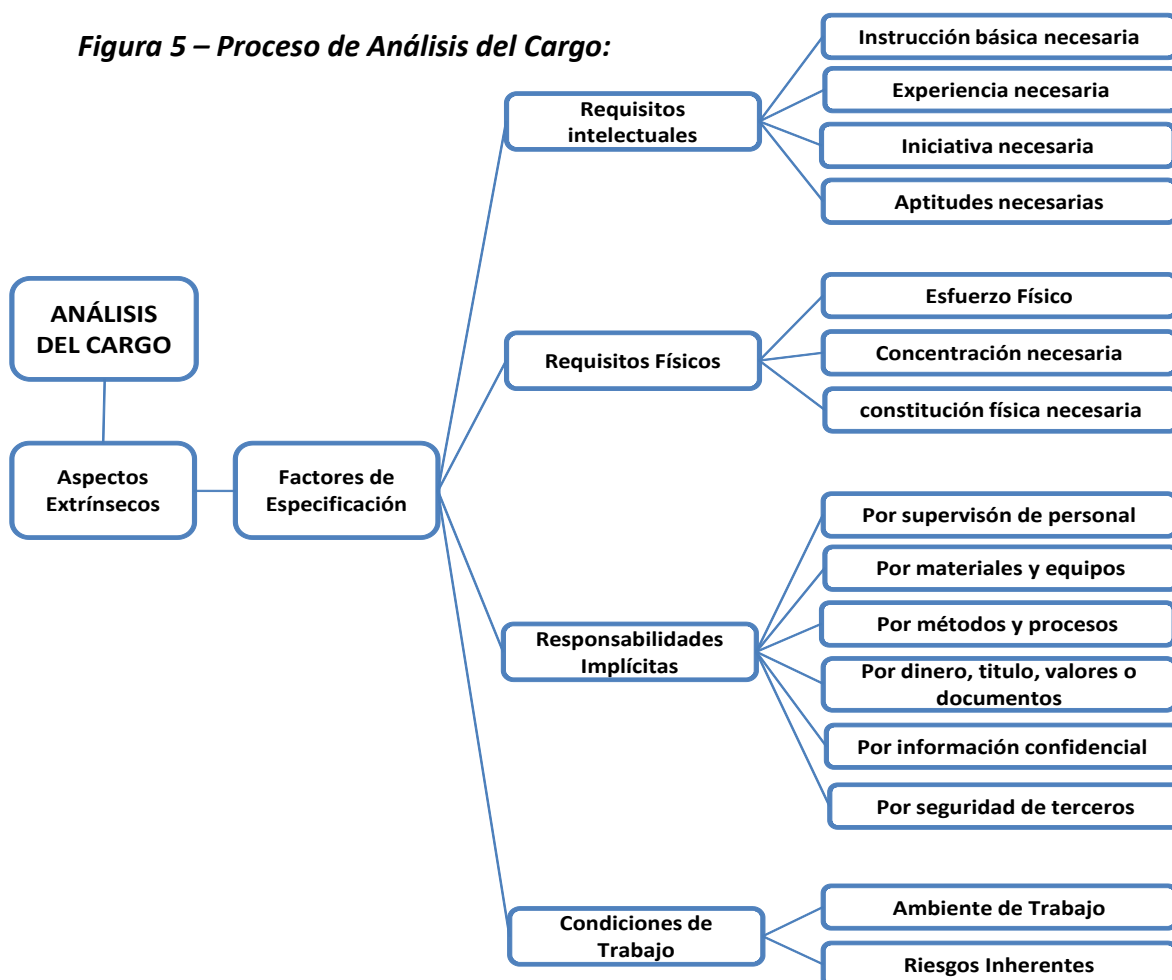 Figura 5 – Proceso de Análisis del Cargo:
ANÁLISIS
DEL CARGO
Aspectos
Extrínsecos
Factores de
Especificación
Requisitos
intelectuales
Instrucción básica necesaria
Experiencia necesaria
Iniciativa necesaria
Aptitudes necesarias
Requisitos Físicos
Esfuerzo Físico
Concentración necesaria
constitución física necesaria
Responsabilidades
Implícitas
Por supervisón de personal
Por materiales y equipos
Por métodos y procesos
Por dinero, titulo, valores o
documentos
Por información confidencial
Por seguridad de terceros
Condiciones de
Trabajo
Ambiente de Trabajo
Riesgos Inherentes